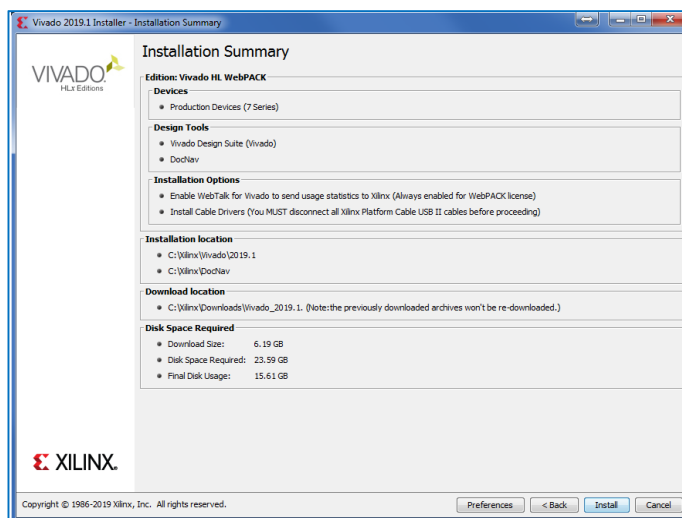 Vivado 2019.1 Installer - Installation Summary
Installation Summary
VIVADO.
HLx Editions
Edition: Vivado HL WebPACK
Devices
Production Devices (7 Series)
Design Tools
Vivado Design Suite (Vivado)
DocNav
Installation Options
Enable WebTalk for Vivado to send usage statistics to Xilinx (Always enabled for WebPACK license)
Install Cable Drivers (You MUST disconnect all Xilinx Platform Cable USB II cables before proceeding)
Installation location
C:\Xilinx\Vivado\2019.1
C:\Xilinx\DocNav
Download location
C:\Xilinx\Downloads\Vivado_2019.1. (Note:the previously downloaded archives won't be re-downloaded.)
Disk Space Required
Download Size: 6.19 GB
Disk Space Required: 23.59 GB
Final Disk Usage: 15.61 GB
XILINX.
Copyright © 1986-2019 Xilinx, Inc. All rights reserved.
Preferences < Back Install Cancel